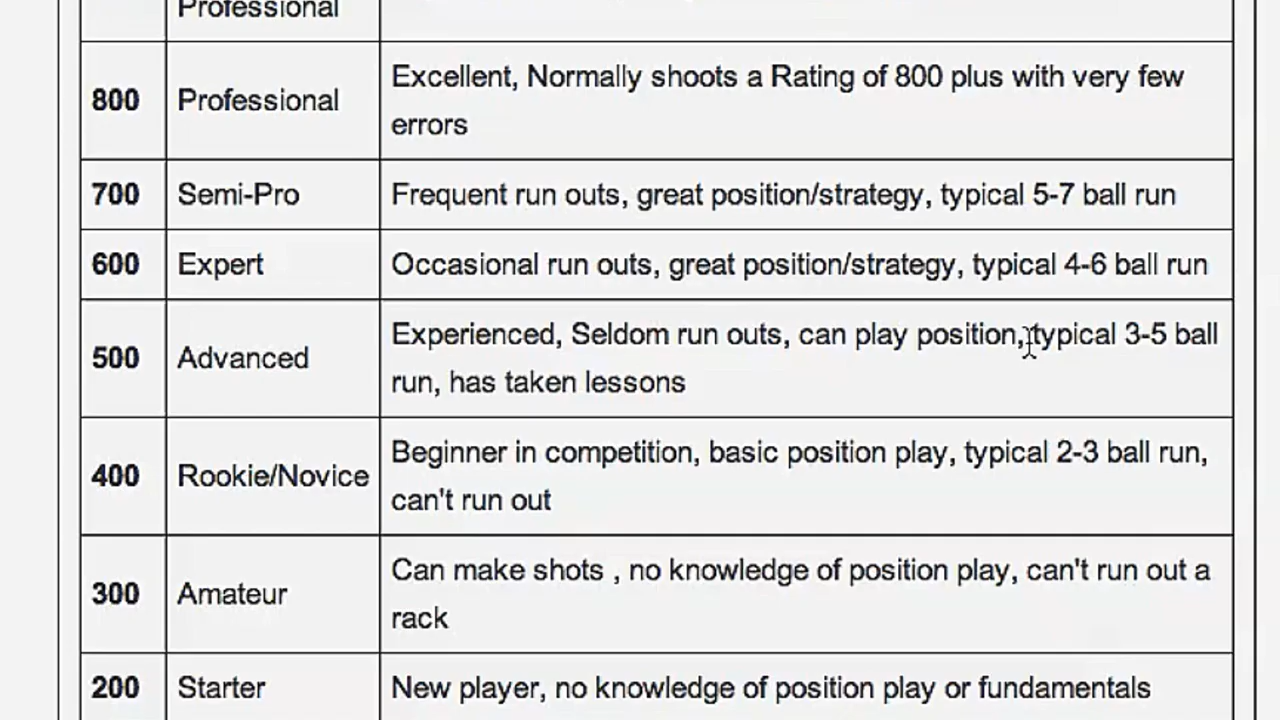 Professional
800 Professional Excellent, Normally shoots a Rating of 800 plus with very few
errors
700 Semi-Pro Frequent run outs, great position/strategy, typical 5-7 ball run
600 Expert Occasional run outs, great position/strategy, typical 4-6 ball run
500 Advanced Experienced, Seldom run outs, can play position, typical 3-5 ball
run, has taken lessons
400 Rookie/Novice Beginner in competition, basic position play, typical 2-3 ball run,
can't run out
300 Amateur Can make shots , no knowledge of position play, can't run out a
rack
200 Starter New player, no knowledge of position play or fundamentals